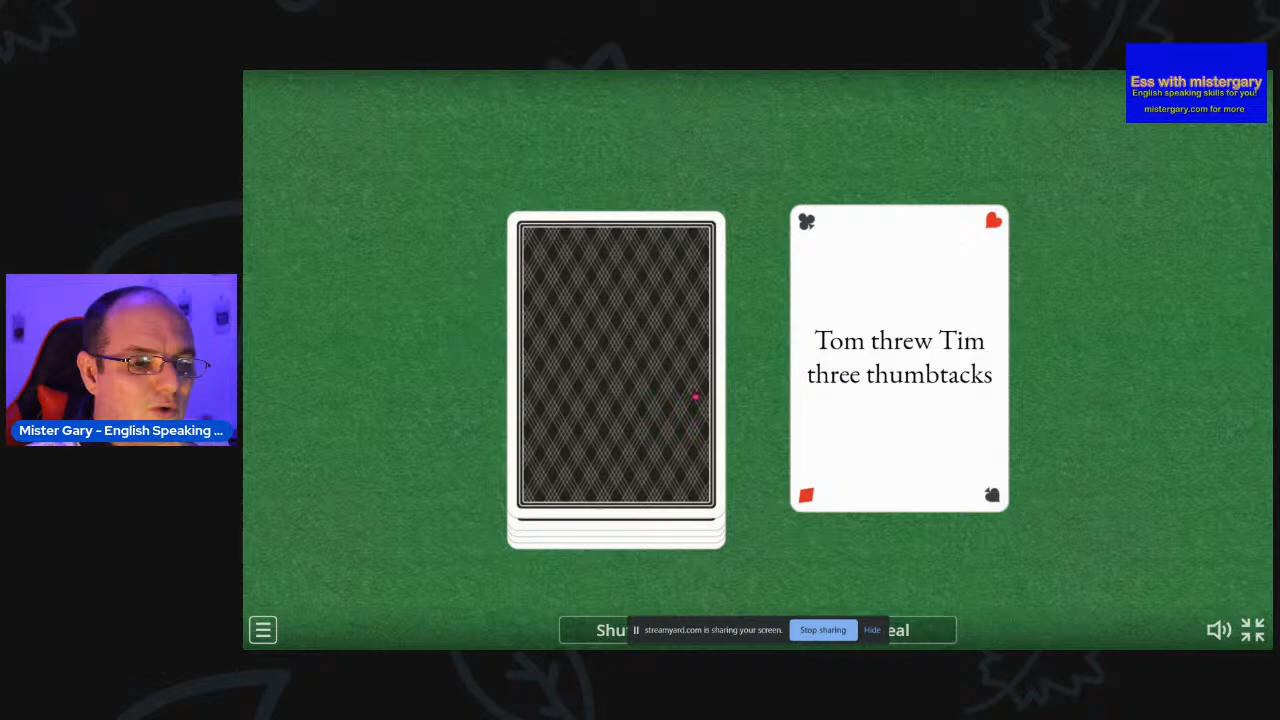 Ess with mistergary
English speaking skills for you!
mistergary.com for more
Tom threw Tim
three thumbtacks
Mister Gary - English Speaking ...
Shu
streamyard.com is sharing your screen.
Stop sharing
Hide
eal